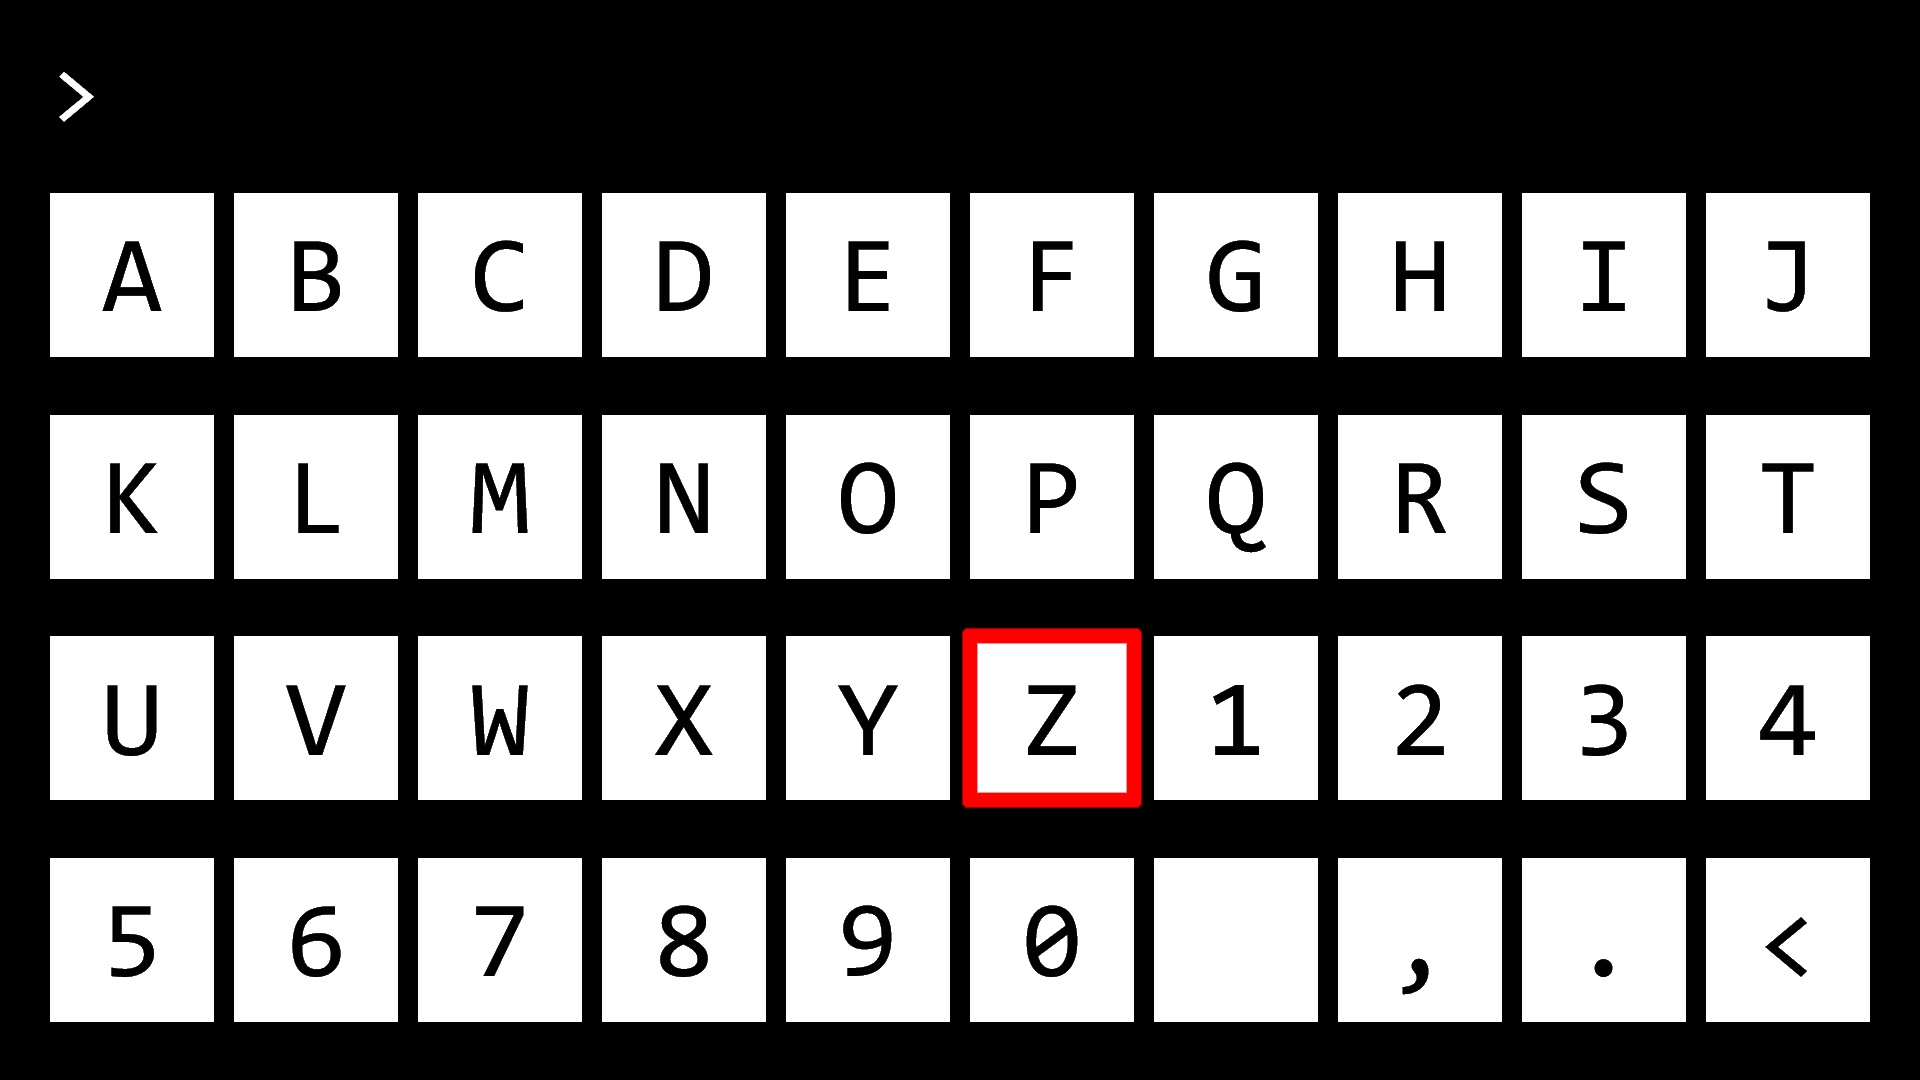 >
A B C D E F G H I J
K L M N O P Q R S T
U V W X Y Z 1 2 3 4
5 6 7 8 9 0 , . <